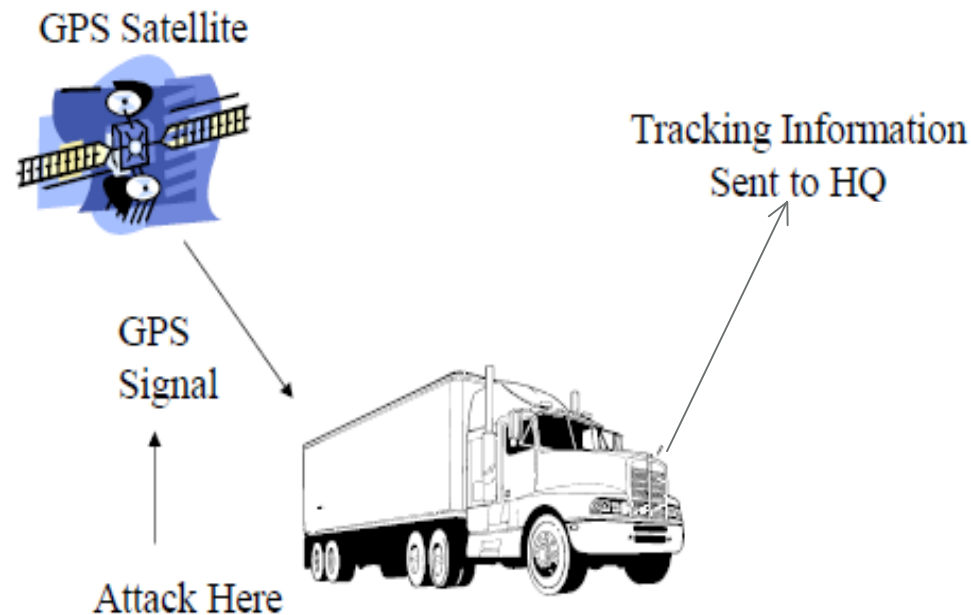 GPS Satellite
Tracking Information
Sent to HQ
GPS
Signal
Attack Here